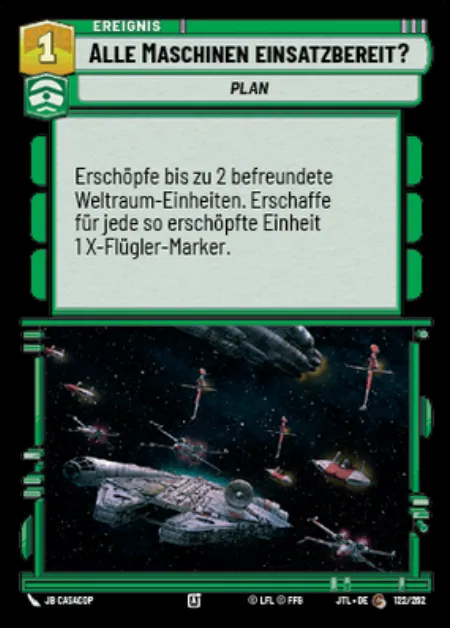 EREIGNIS
1
ALLE MASCHINEN EINSATZBEREIT?
PLAN
Erschöpfe bis zu 2 befreundete
Weltraum-Einheiten. Erschaffe
für jede so erschöpfte Einheit
1 X-Flügler-Marker.
JB CASACOP
© LFL © FFG
JTL • DE
122/262